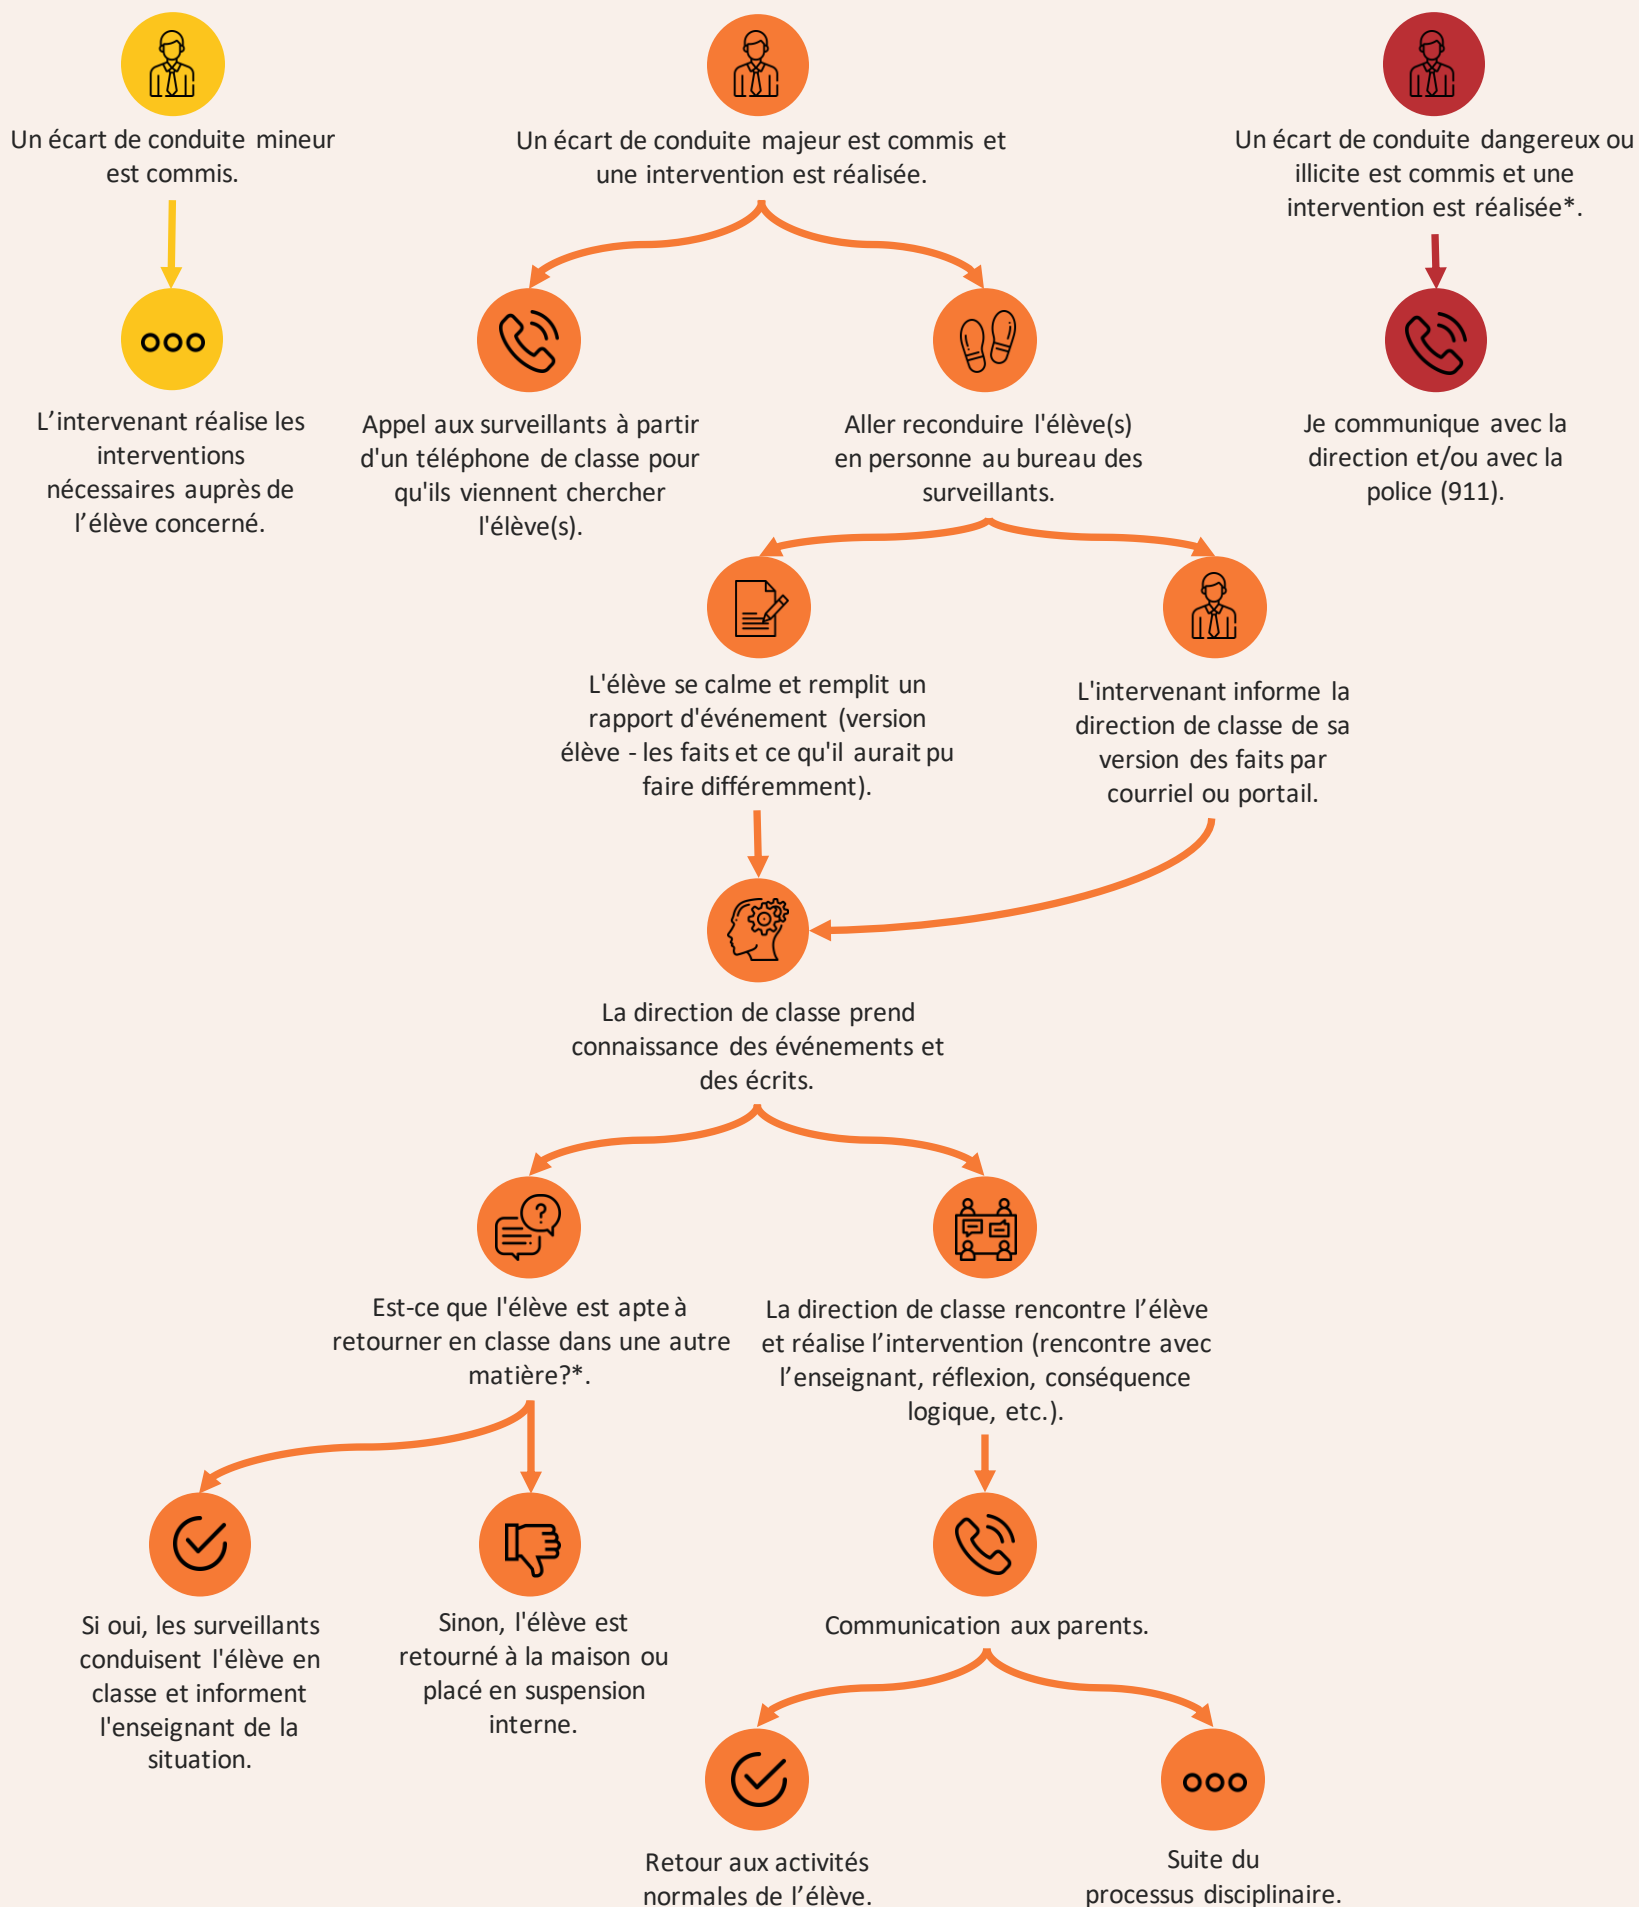 Un écart de conduite mineur
est commis.
Un écart de conduite majeur est commis et
une intervention est réalisée.
Un écart de conduite dangereux ou
illicite est commis et une
intervention est réalisée*.
L’intervenant réalise les
interventions
nécessaires auprès de
l’élève concerné.
Appel aux surveillants à partir
d'un téléphone de classe pour
qu'ils viennent chercher
l'élève(s).
Aller reconduire l'élève(s)
en personne au bureau des
surveillants.
Je communique avec la
direction et/ou avec la
police (911).
L'élève se calme et remplit un
rapport d'événement (version
élève - les faits et ce qu'il aurait pu
faire différemment).
L'intervenant informe la
direction de classe de sa
version des faits par
courriel ou portail.
La direction de classe prend
connaissance des événements et
des écrits.
Est-ce que l'élève est apte à
retourner en classe dans une autre
matière?*.
La direction de classe rencontre l’élève
et réalise l’intervention (rencontre avec
l’enseignant, réflexion, conséquence
logique, etc.).
Si oui, les surveillants
conduisent l'élève en
classe et informent
l'enseignant de la
situation.
Sinon, l'élève est
retourné à la maison ou
placé en suspension
interne.
Communication aux parents.
Retour aux activités
normales de l’élève.
Suite du
processus disciplinaire.